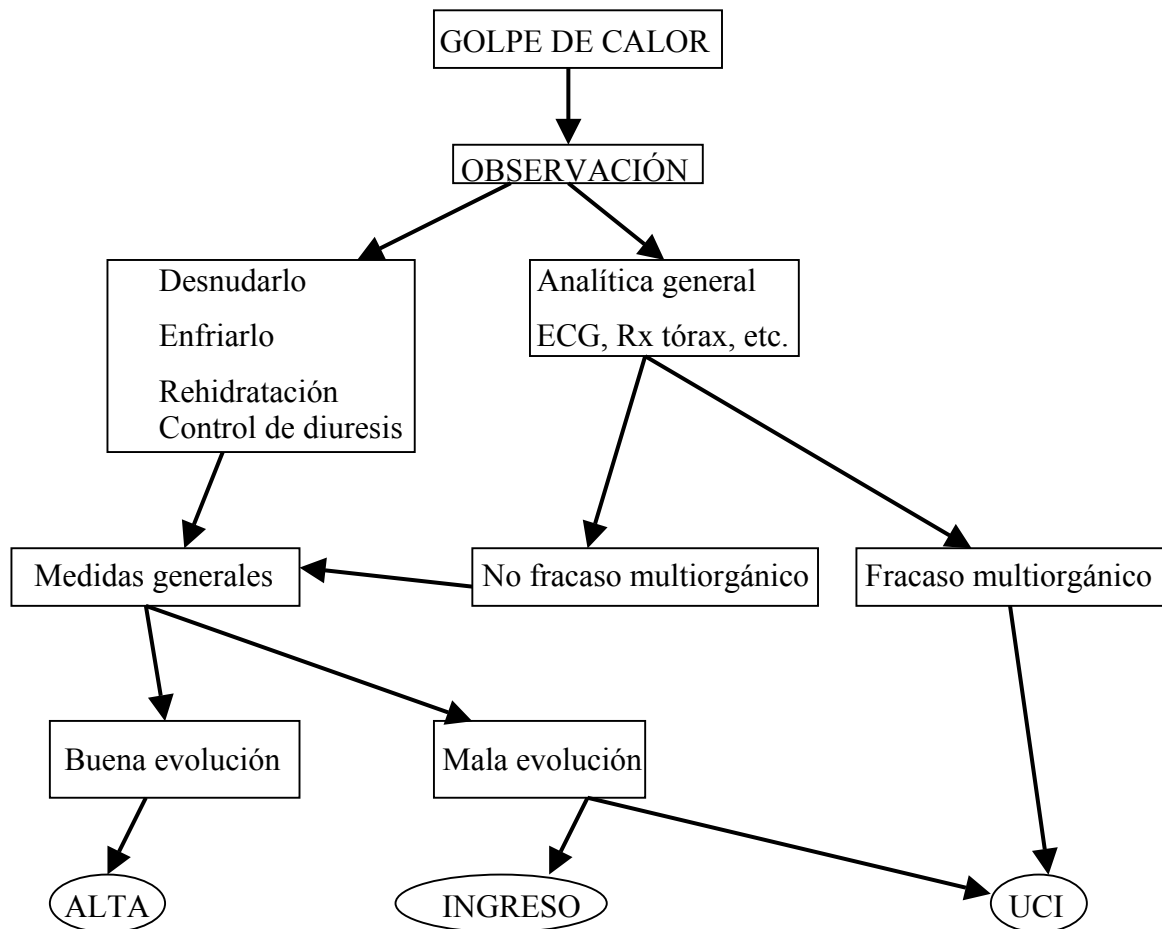 GOLPE DE CALOR
OBSERVACIÓN
Desnudarlo
Enfriarlo
Rehidratación
Control de diuresis
Analítica general
ECG, Rx tórax, etc.
Medidas generales
No fracaso multiorgánico
Fracaso multiorgánico
Buena evolución
Mala evolución
ALTA
INGRESO
UCI